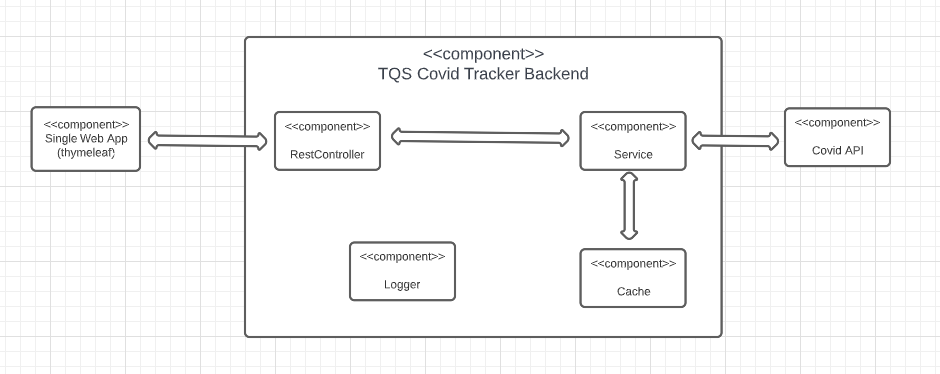 <<component>>
TQS Covid Tracker Backend
<<component>>
Single Web App
(thymeleaf)
<<component>>
RestController
<<component>>
Service
<<component>>
Covid API
<<component>>
Logger
<<component>>
Cache